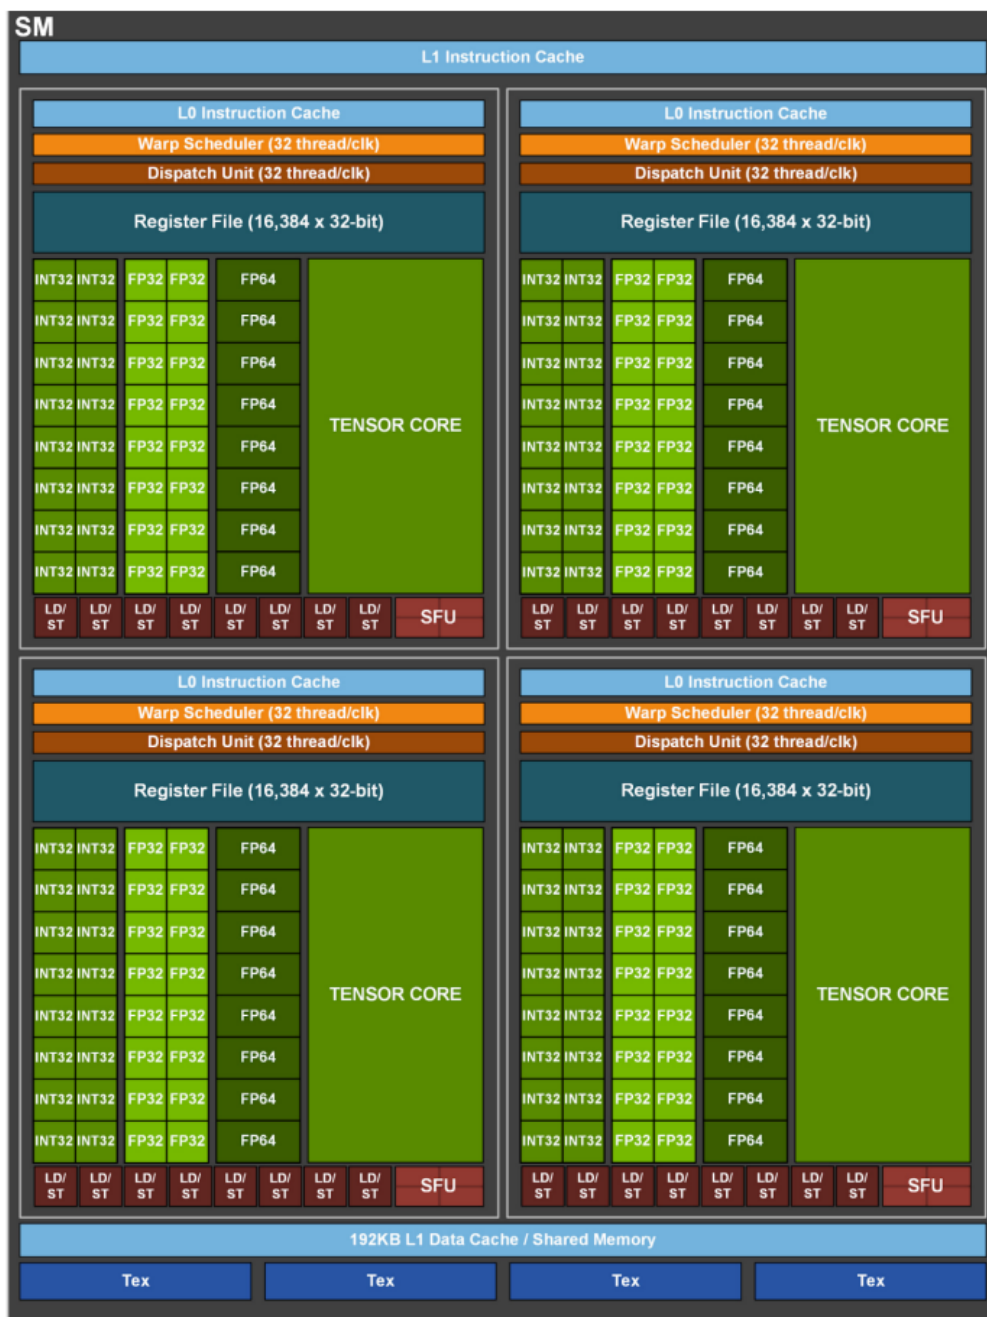 SM
L1 Instruction Cache
L0 Instruction Cache
Warp Scheduler (32 thread/clk)
Dispatch Unit (32 thread/clk)
Register File (16,384 x 32-bit)
INT32 INT32 FP32 FP32 FP64
INT32 INT32 FP32 FP32 FP64
INT32 INT32 FP32 FP32 FP64
INT32 INT32 FP32 FP32 FP64
INT32 INT32 FP32 FP32 FP64
INT32 INT32 FP32 FP32 FP64
INT32 INT32 FP32 FP32 FP64
INT32 INT32 FP32 FP32 FP64
TENSOR CORE
LD/ LD/ LD/ LD/ LD/ LD/ LD/ LD/
ST ST ST ST ST ST ST ST
SFU
L0 Instruction Cache
Warp Scheduler (32 thread/clk)
Dispatch Unit (32 thread/clk)
Register File (16,384 x 32-bit)
INT32 INT32 FP32 FP32 FP64
INT32 INT32 FP32 FP32 FP64
INT32 INT32 FP32 FP32 FP64
INT32 INT32 FP32 FP32 FP64
INT32 INT32 FP32 FP32 FP64
INT32 INT32 FP32 FP32 FP64
INT32 INT32 FP32 FP32 FP64
INT32 INT32 FP32 FP32 FP64
TENSOR CORE
LD/ LD/ LD/ LD/ LD/ LD/ LD/ LD/
ST ST ST ST ST ST ST ST
SFU
L0 Instruction Cache
Warp Scheduler (32 thread/clk)
Dispatch Unit (32 thread/clk)
Register File (16,384 x 32-bit)
INT32 INT32 FP32 FP32 FP64
INT32 INT32 FP32 FP32 FP64
INT32 INT32 FP32 FP32 FP64
INT32 INT32 FP32 FP32 FP64
INT32 INT32 FP32 FP32 FP64
INT32 INT32 FP32 FP32 FP64
INT32 INT32 FP32 FP32 FP64
INT32 INT32 FP32 FP32 FP64
TENSOR CORE
LD/ LD/ LD/ LD/ LD/ LD/ LD/ LD/
ST ST ST ST ST ST ST ST
SFU
L0 Instruction Cache
Warp Scheduler (32 thread/clk)
Dispatch Unit (32 thread/clk)
Register File (16,384 x 32-bit)
INT32 INT32 FP32 FP32 FP64
INT32 INT32 FP32 FP32 FP64
INT32 INT32 FP32 FP32 FP64
INT32 INT32 FP32 FP32 FP64
INT32 INT32 FP32 FP32 FP64
INT32 INT32 FP32 FP32 FP64
INT32 INT32 FP32 FP32 FP64
INT32 INT32 FP32 FP32 FP64
TENSOR CORE
LD/ LD/ LD/ LD/ LD/ LD/ LD/ LD/
ST ST ST ST ST ST ST ST
SFU
192KB L1 Data Cache / Shared Memory
Tex Tex Tex Tex